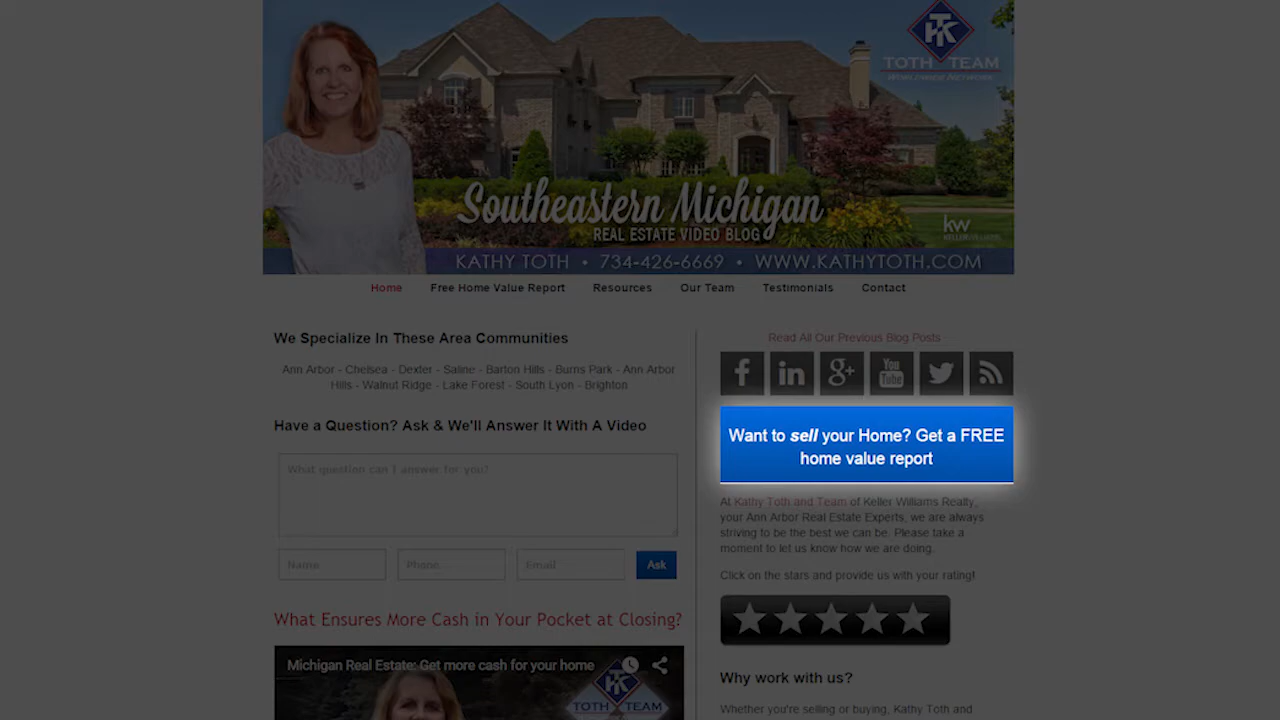 THK
TOTH TEAM
WORLDWIDE NETWORK
Southeastern Michigan
REAL ESTATE VIDEO BLOG
kw
KELLERWILLIAMS
KATHY TOTH • 734-426-6669 • WWW.KATHYTOTH.COM
Home Free Home Value Report Resources Our Team Testimonials Contact
We Specialize In These Area Communities
Ann Arbor - Chelsea - Dexter - Saline - Barton Hills - Burns Park - Ann Arbor
Hills - Walnut Ridge - Lake Forest - South Lyon - Brighton
Have a Question? Ask & We'll Answer It With A Video
What question can I answer for you?
Name Phone Email Ask
What Ensures More Cash in Your Pocket at Closing?
Michigan Real Estate: Get more cash for your home
TOTH TEAM
Read All Our Previous Blog Posts
f in g+ You Tube
Want to sell your Home? Get a FREE
home value report
At Kathy Toth and Team of Keller Williams Realty,
your Ann Arbor Real Estate Experts, we are always
striving to be the best we can be. Please take a
moment to let us know how we are doing.
Click on the stars and provide us with your rating!
Why work with us?
Whether you're selling or buying, Kathy Toth and